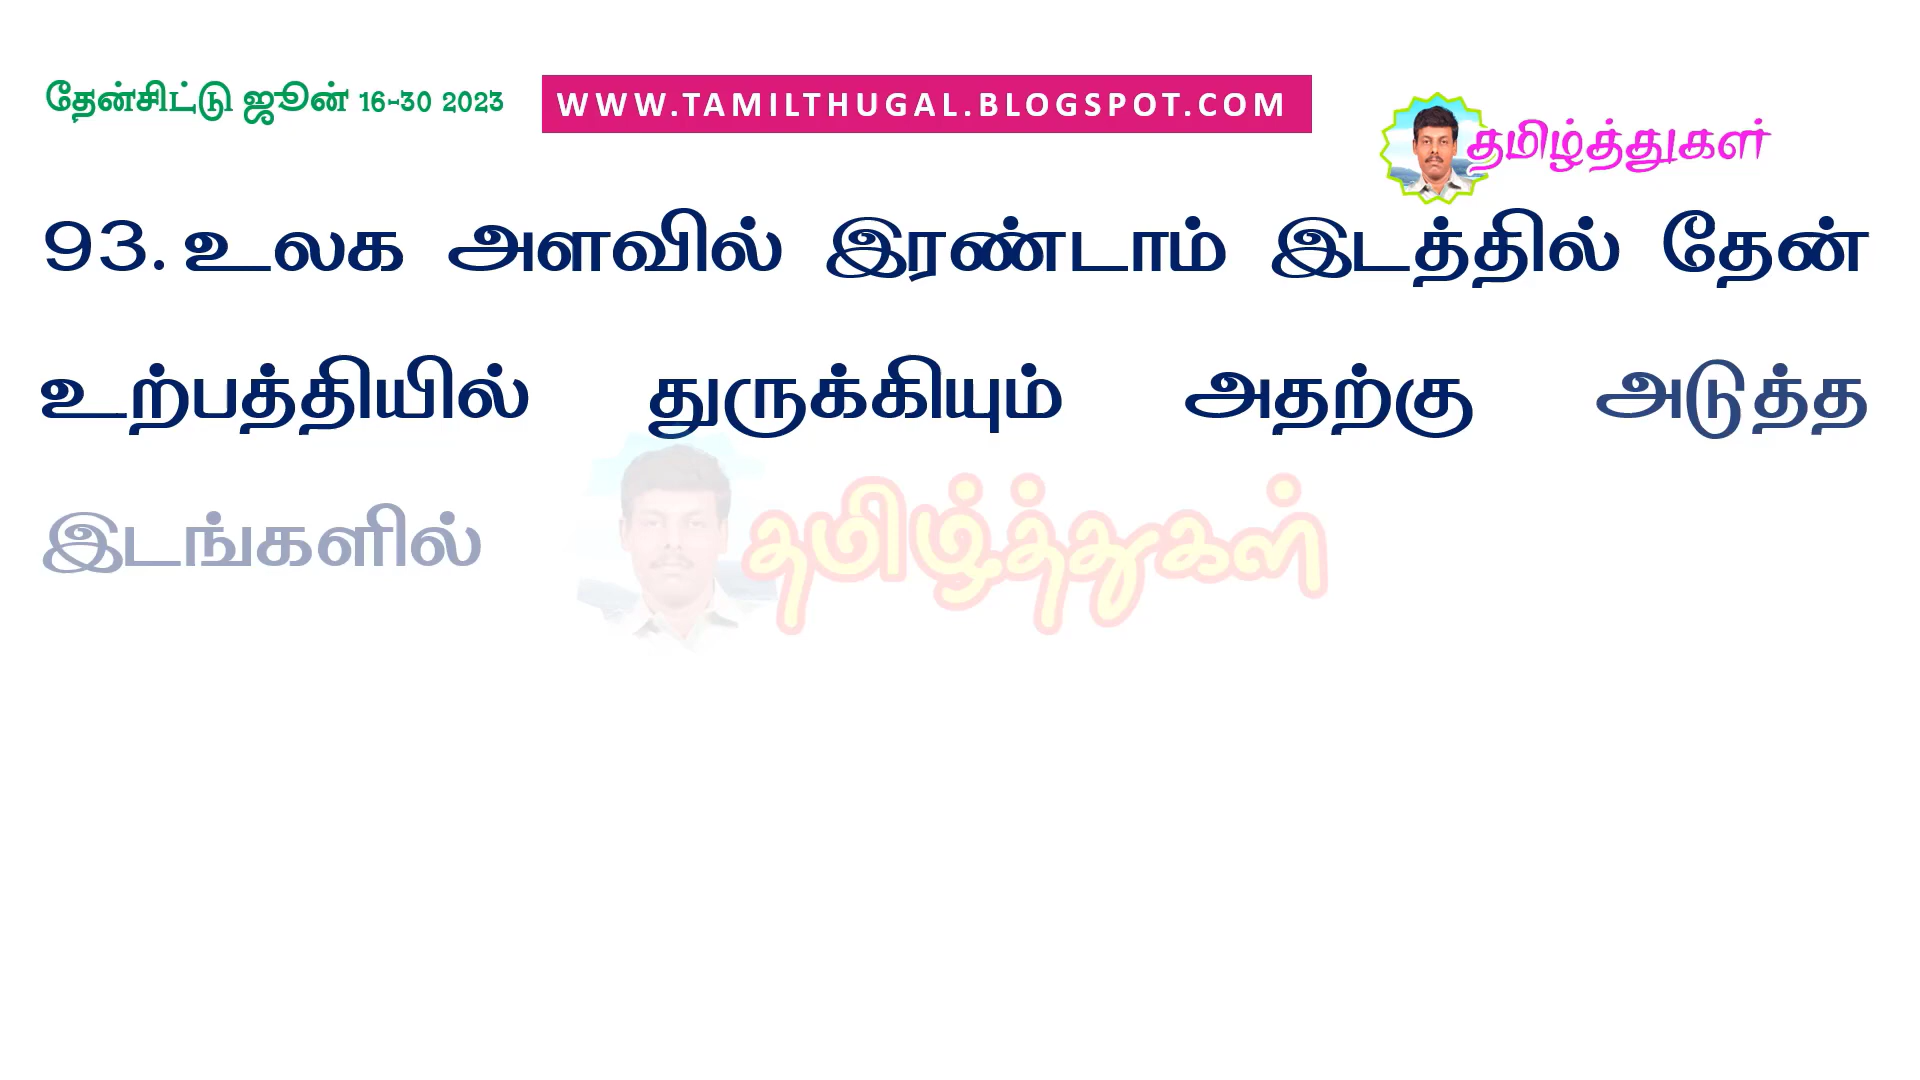 தேன்சிட்டு ஜூன் 16-30 2023
WWW.TAMILTHUGAL.BLOGSPOT.COM
தமிழ்த்துகள்
93. உலக அளவில் இரண்டாம் இடத்தில் தேன்
உற்பத்தியில் துருக்கியும் அதற்கு அடுத்த
இடங்களில்
தமிழ்த்துகள்